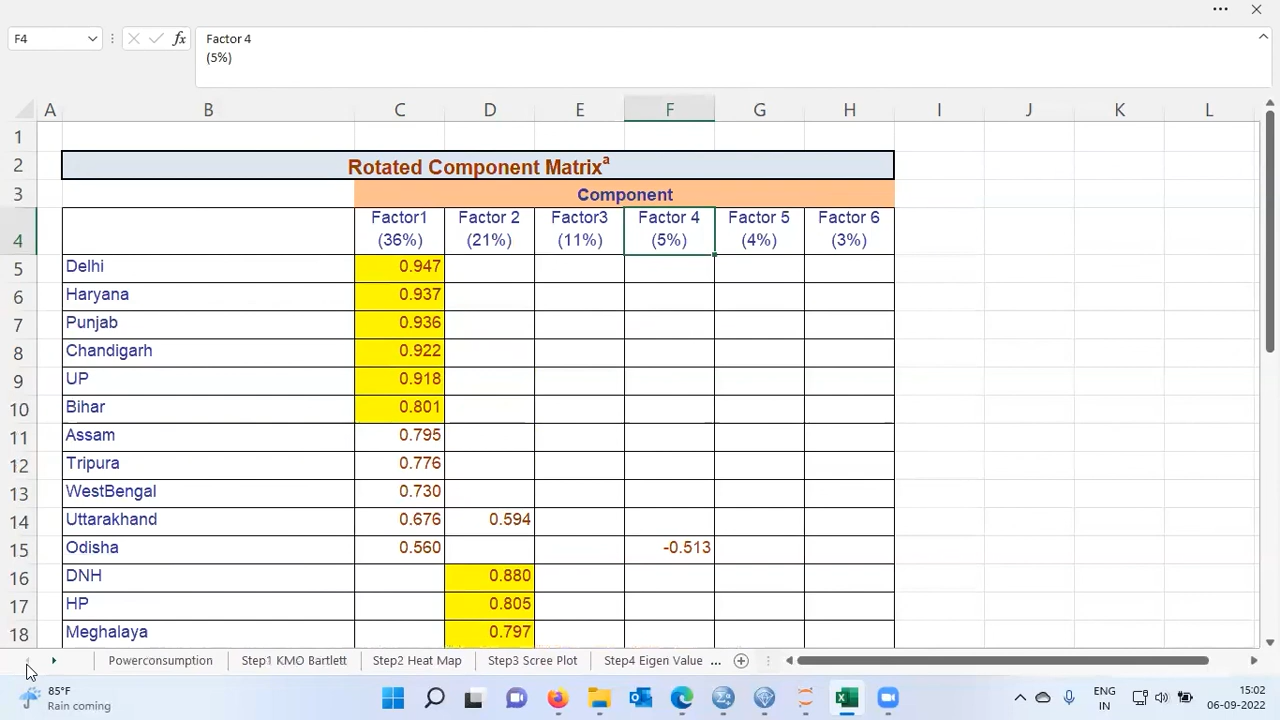 F4
fx
Factor 4
(5%)
A B C D E F G H I J K L
1
2 Rotated Component Matrixa
3 Component
4 Factor1 (36%) Factor 2 (21%) Factor3 (11%) Factor 4 (5%) Factor 5 (4%) Factor 6 (3%)
5 Delhi 0.947
6 Haryana 0.937
7 Punjab 0.936
8 Chandigarh 0.922
9 UP 0.918
10 Bihar 0.801
11 Assam 0.795
12 Tripura 0.776
13 WestBengal 0.730
14 Uttarakhand 0.676 0.594
15 Odisha 0.560 -0.513
16 DNH 0.880
17 HP 0.805
18 Meghalaya 0.797
Powerconsumption Step1 KMO Bartlett Step2 Heat Map Step3 Scree Plot Step4 Eigen Value ...
85°F
Rain coming
ENG
IN
15:02
06-09-2022